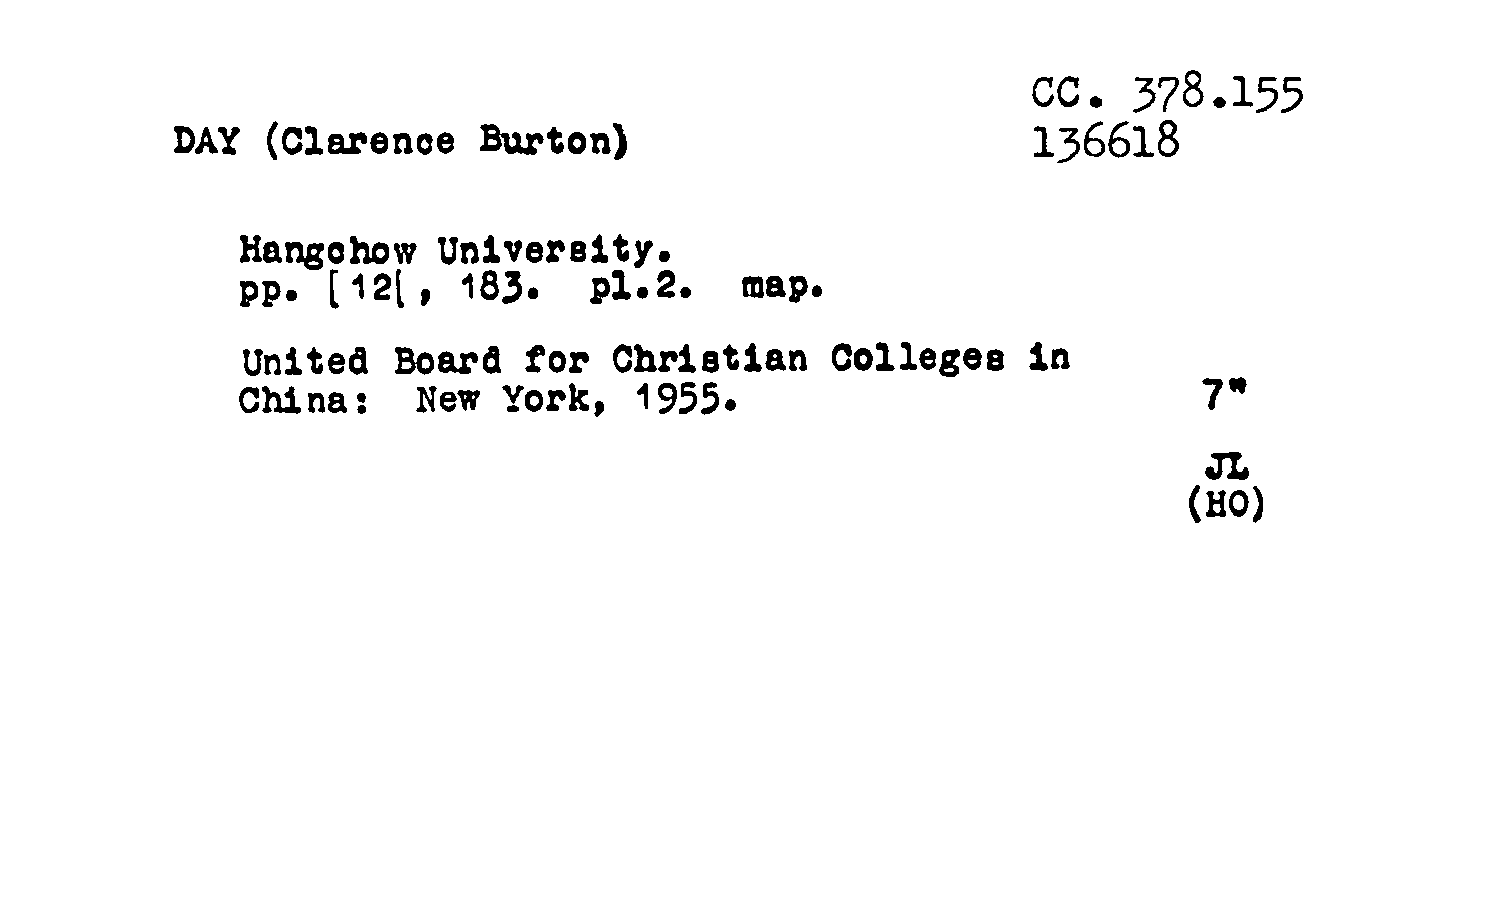 CC. 378.155
DAY (Clarence Burton)
136618
Hangchow University.
pp. [12[, 183. pl.2. map.
United Board for Christian Colleges in
China: New York, 1955.
7"
JL
(HO)